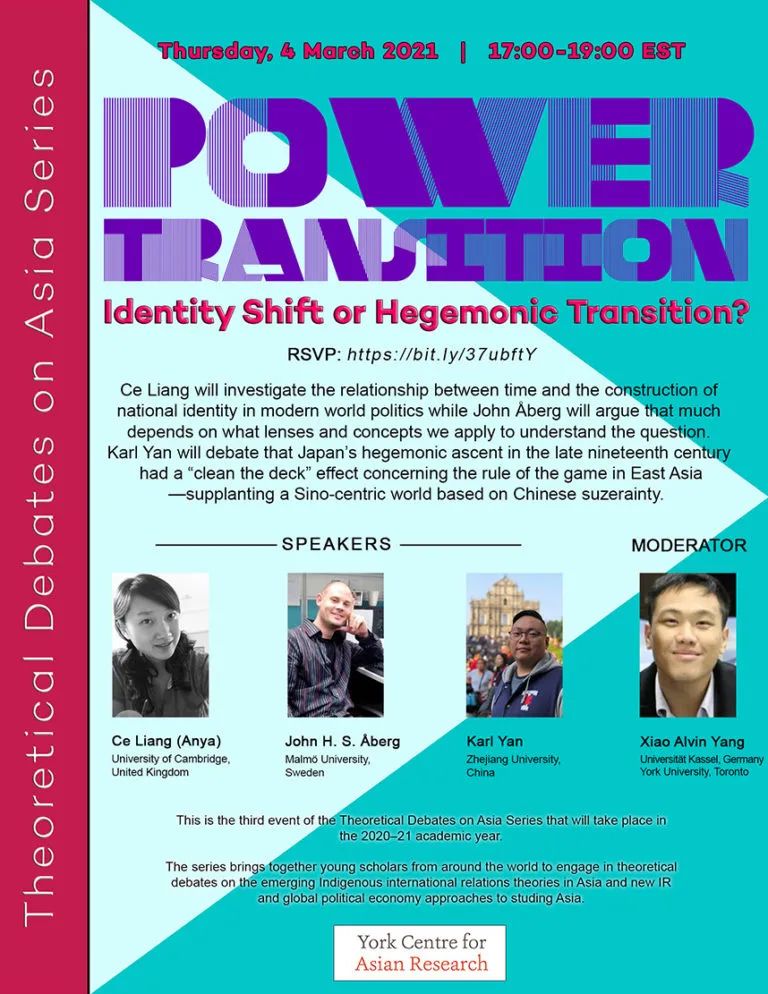 Theoretical Debates on Asia Series
Thursday, 4 March 2021 | 17:00-19:00 EST
POWER
TRANSITION
Identity Shift or Hegemonic Transition?
RSVP: https://bit.ly/37ubftY
Ce Liang will investigate the relationship between time and the construction of
national identity in modern world politics while John Åberg will argue that much
depends on what lenses and concepts we apply to understand the question.
Karl Yan will debate that Japan's hegemonic ascent in the late nineteenth century
had a “clean the deck” effect concerning the rule of the game in East Asia
—supplanting a Sino-centric world based on Chinese suzerainty.
SPEAKERS
MODERATOR
Ce Liang (Anya)
University of Cambridge,
United Kingdom
John H. S. Åberg
Malmö University,
Sweden
Karl Yan
Zhejiang University,
China
Xiao Alvin Yang
Universität Kassel, Germany
York University, Toronto
This is the third event of the Theoretical Debates on Asia Series that will take place in
the 2020–21 academic year.
The series brings together young scholars from around the world to engage in theoretical
debates on the emerging Indigenous international relations theories in Asia and new IR
and global political economy approaches to studing Asia.
York Centre for
Asian Research